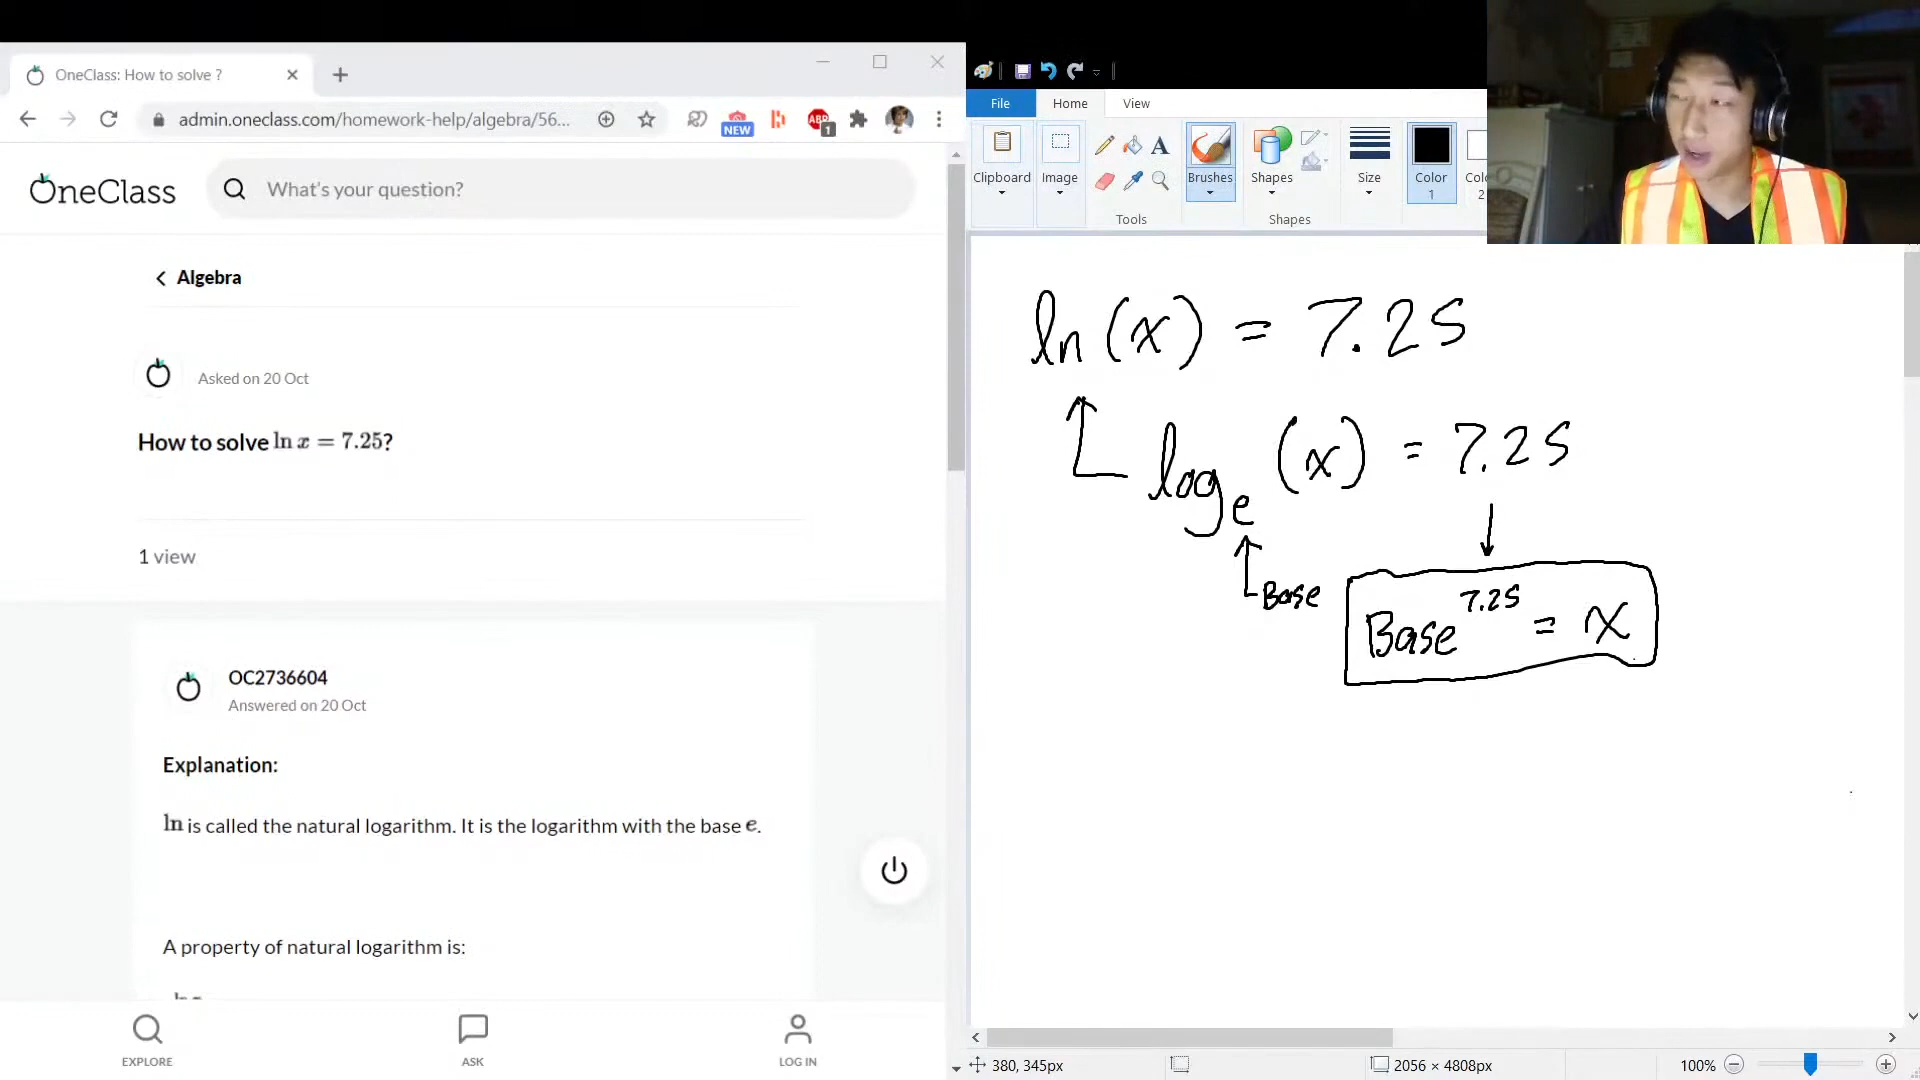 OneClass: How to solve ?
admin.oneclass.com/homework-help/algebra/56...
NEW
ABP
1
OneClass
What's your question?
Algebra
Asked on 20 Oct
How to solve ln x = 7.25?
1 view
OC2736604
Answered on 20 Oct
Explanation:
ln is called the natural logarithm. It is the logarithm with the base e.
A property of natural logarithm is:
EXPLORE
ASK
LOG IN
File
Home
View
Clipboard
Image
Tools
Brushes
Shapes
Shapes
Size
Color
1
2
ln(x) = 7.25
log e (x) = 7.25
Base
Base^7.25 = x
380, 345px
2056 × 4808px
100%